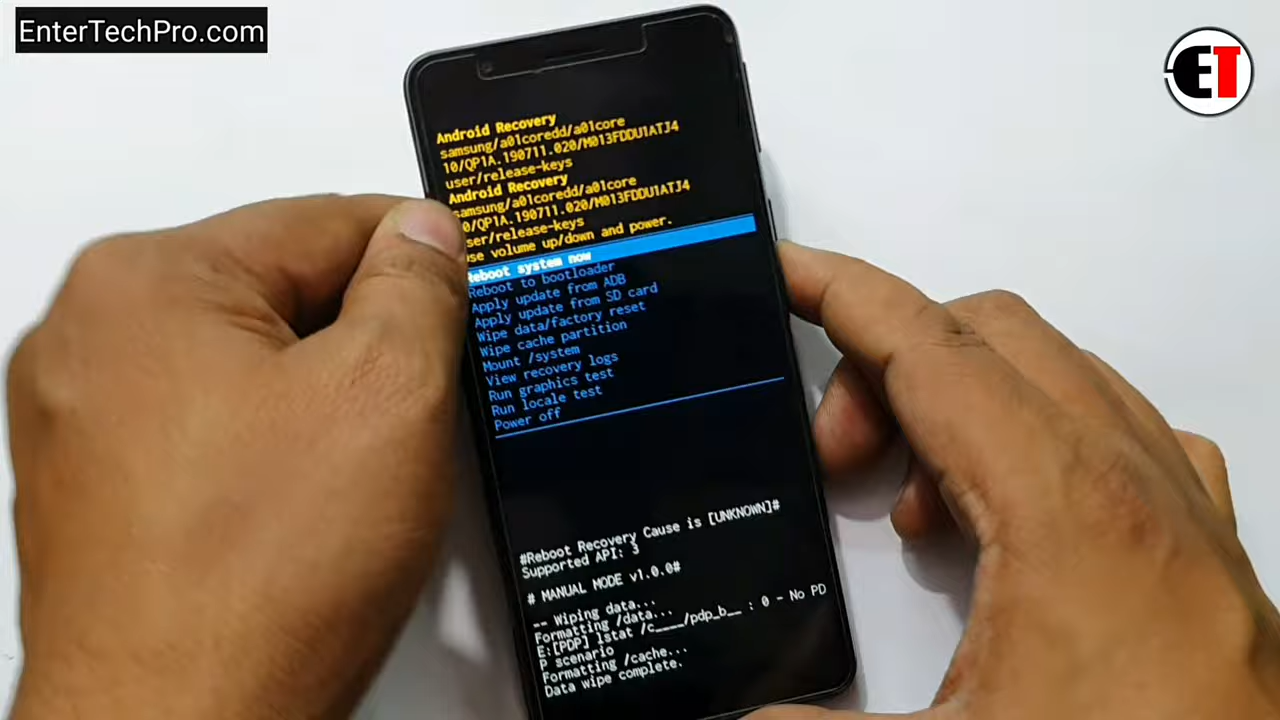 EnterTechPro.com
ET
Android Recovery
samsung/a01coredd/a01core
10/QP1A.190711.020/M013FDDU1ATJ4
user/release-keys
Android Recovery
samsung/a01coredd/a01core
0/QP1A.190711.020/M013FDDU1ATJ4
ser/release-keys
se volume up/down and power.
Reboot system now
Reboot to bootloader
Apply update from ADB
Apply update from SD card
Wipe data/factory reset
Wipe cache partition
Mount /system
View recovery logs
Run graphics test
Run locale test
Power off
#Reboot Recovery Cause is [UNKNOWN]#
Supported API: 3
# MANUAL MODE v1.0.0#
-- Wiping data...
Formatting /data...
E:[PDP] lstat /c____/pdp_b__ : 0 - No PD
P scenario
Formatting /cache...
Data wipe complete.